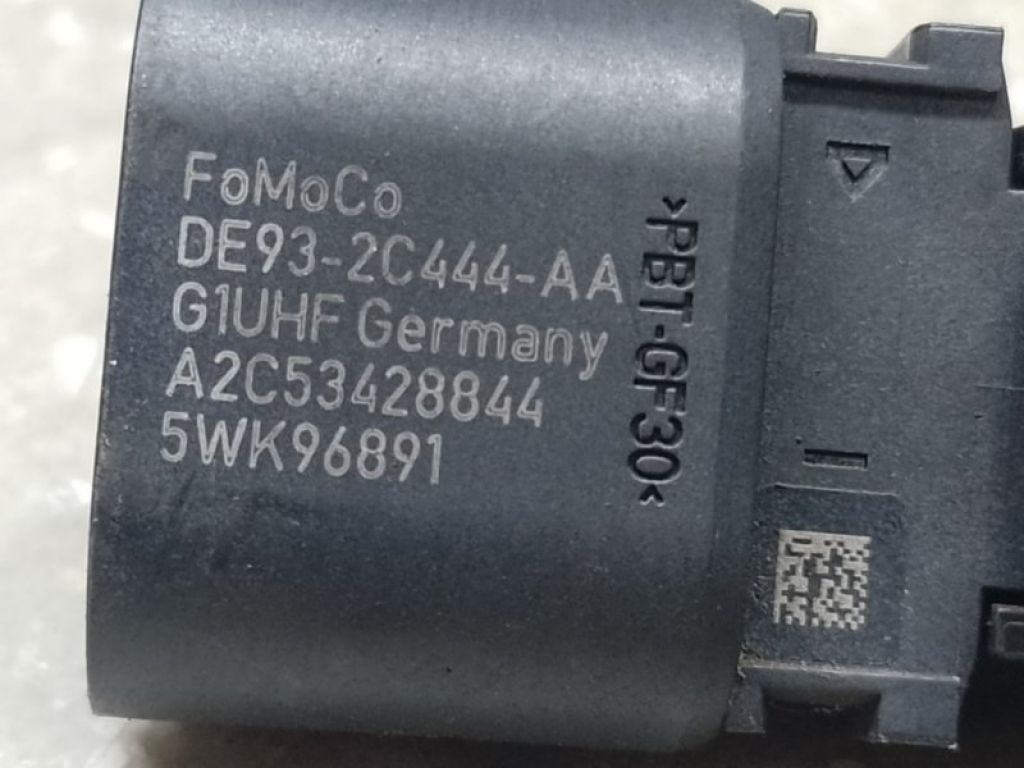 FoMoCo
DE93-2C444-AA
G1UHF Germany
A2C53428844
5WK96891
>PBT-GF30<